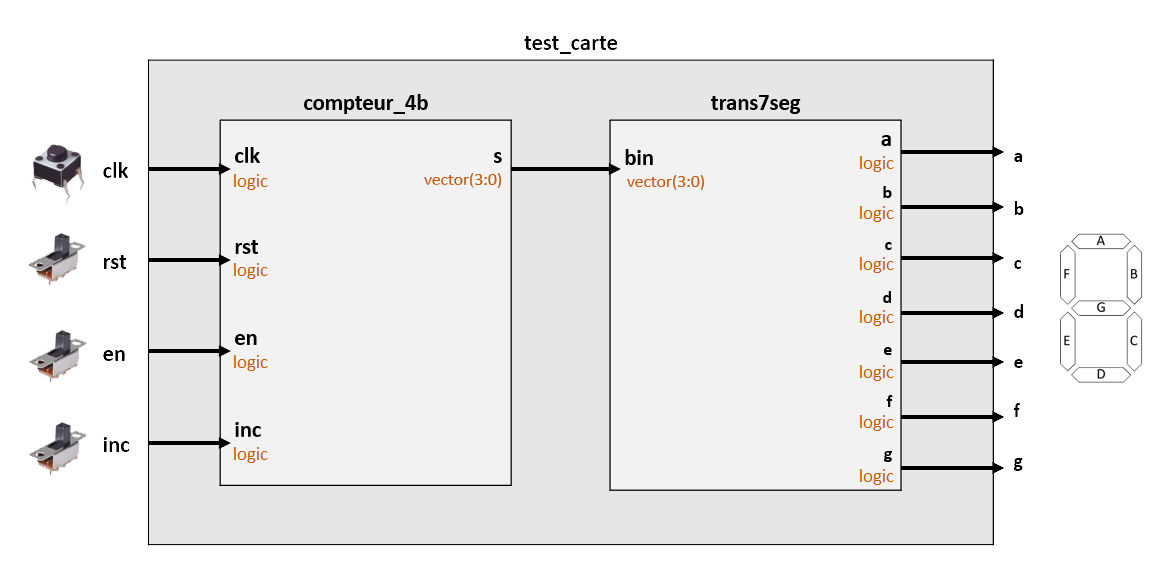 test_carte
compteur_4b
trans7seg
clk
rst
en
inc
clk
logic
rst
logic
en
logic
inc
logic
s
vector(3:0)
bin
vector(3:0)
a
logic
b
logic
c
logic
d
logic
e
logic
f
logic
g
logic
a
b
c
d
e
f
g
A
F
B
G
E
C
D